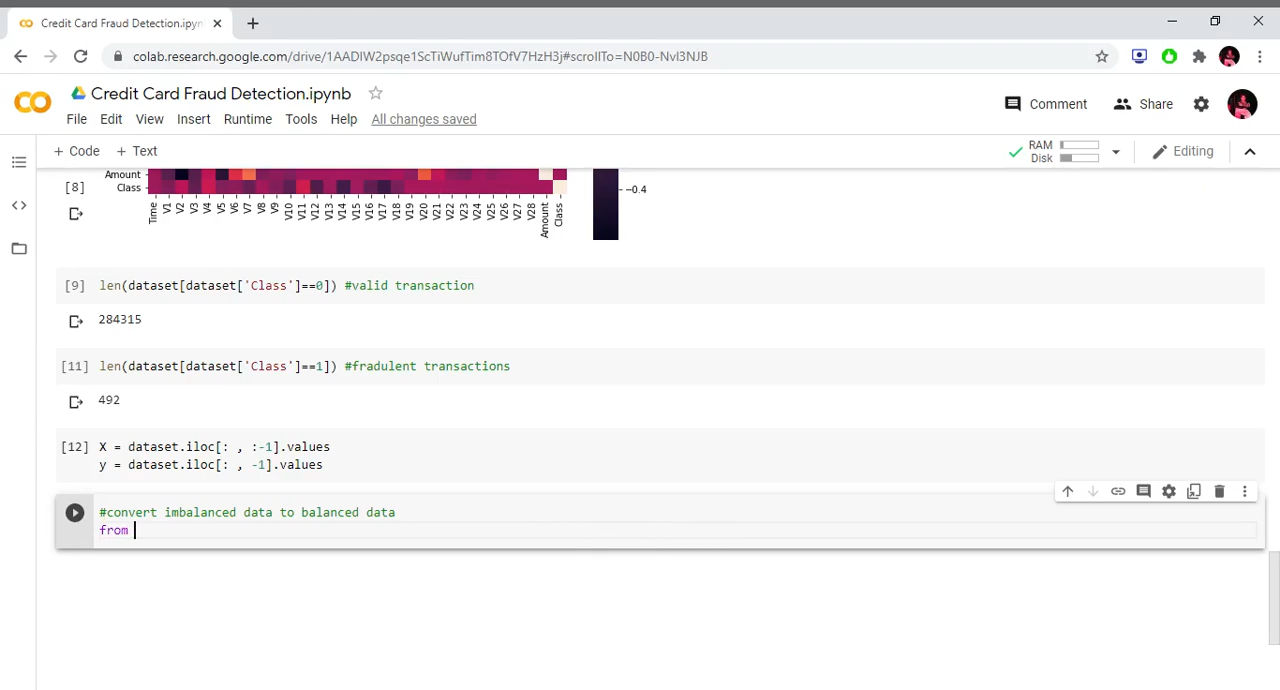 Credit Card Fraud Detection.ipyn
colab.research.google.com/drive/1AADIW2psqe1ScTiWufTim8TOfV7HzH3j#scrollTo=N0B0-Nvl3NJB
Credit Card Fraud Detection.ipynb
Comment Share
File Edit View Insert Runtime Tools Help All changes saved
+ Code + Text
RAM
Disk
Editing
Amount
Class
[8]
-0.4
Time V1 V2 V3 V4 V5 V6 V7 V8 V9 V10 V11 V12 V13 V14 V15 V16 V17 V18 V19 V20 V21 V22 V23 V24 V25 V26 V27 V28 Amount Class
[9] len(dataset[dataset['Class']==0]) #valid transaction
284315
[11] len(dataset[dataset['Class']==1]) #fradulent transactions
492
[12] X = dataset.iloc[: , :-1].values
y = dataset.iloc[: , -1].values
#convert imbalanced data to balanced data
from